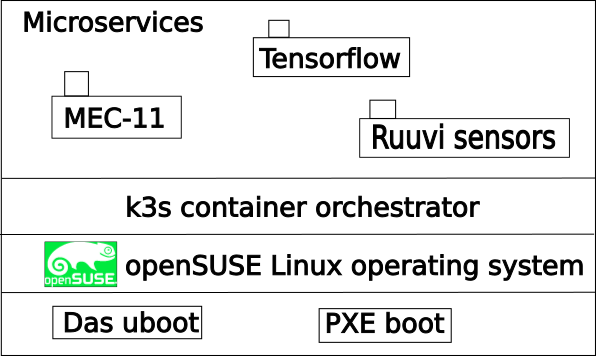 Microservices
Tensorflow
MEC-11
Ruuvi sensors
k3s container orchestrator
openSUSE
openSUSE Linux operating system
Das uboot
PXE boot